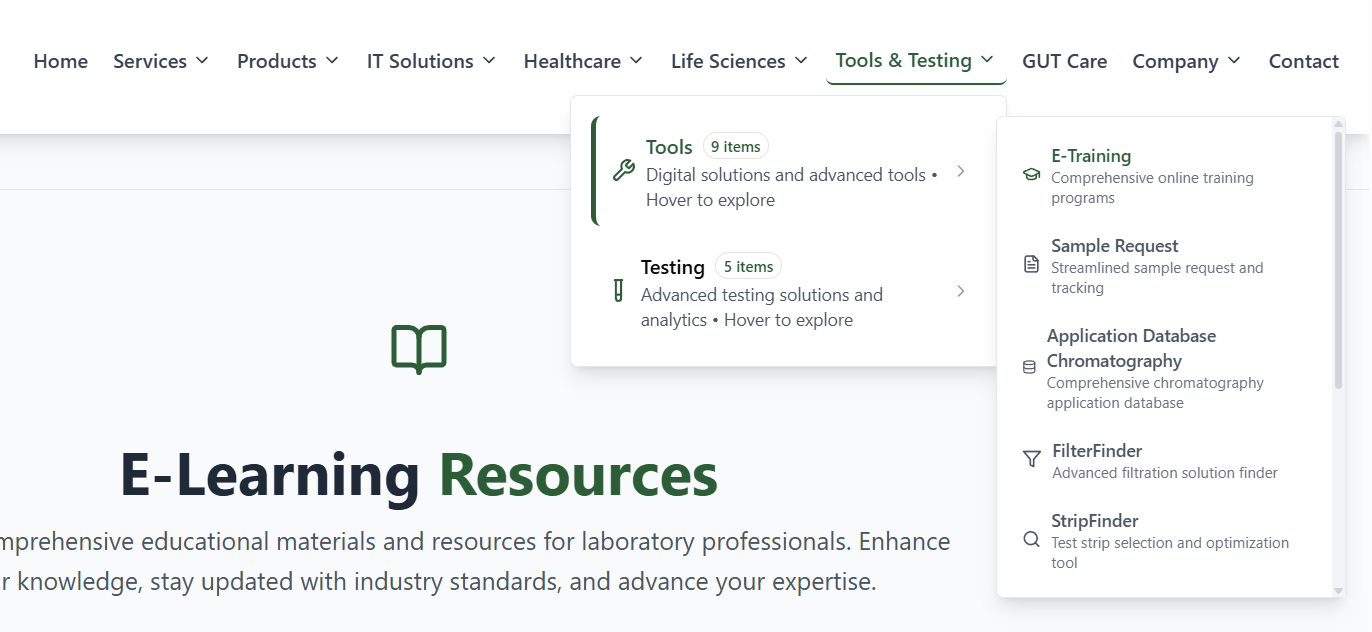 Home Services Products IT Solutions Healthcare Life Sciences Tools & Testing GUT Care Company Contact
Tools 9 items
Digital solutions and advanced tools •
Hover to explore
Testing 5 items
Advanced testing solutions and
analytics • Hover to explore
E-Training
Comprehensive online training
programs
Sample Request
Streamlined sample request and
tracking
Application Database
Chromatography
Comprehensive chromatography
application database
FilterFinder
Advanced filtration solution finder
StripFinder
Test strip selection and optimization
tool
E-Learning Resources
mprehensive educational materials and resources for laboratory professionals. Enhance
r knowledge, stay updated with industry standards, and advance your expertise.